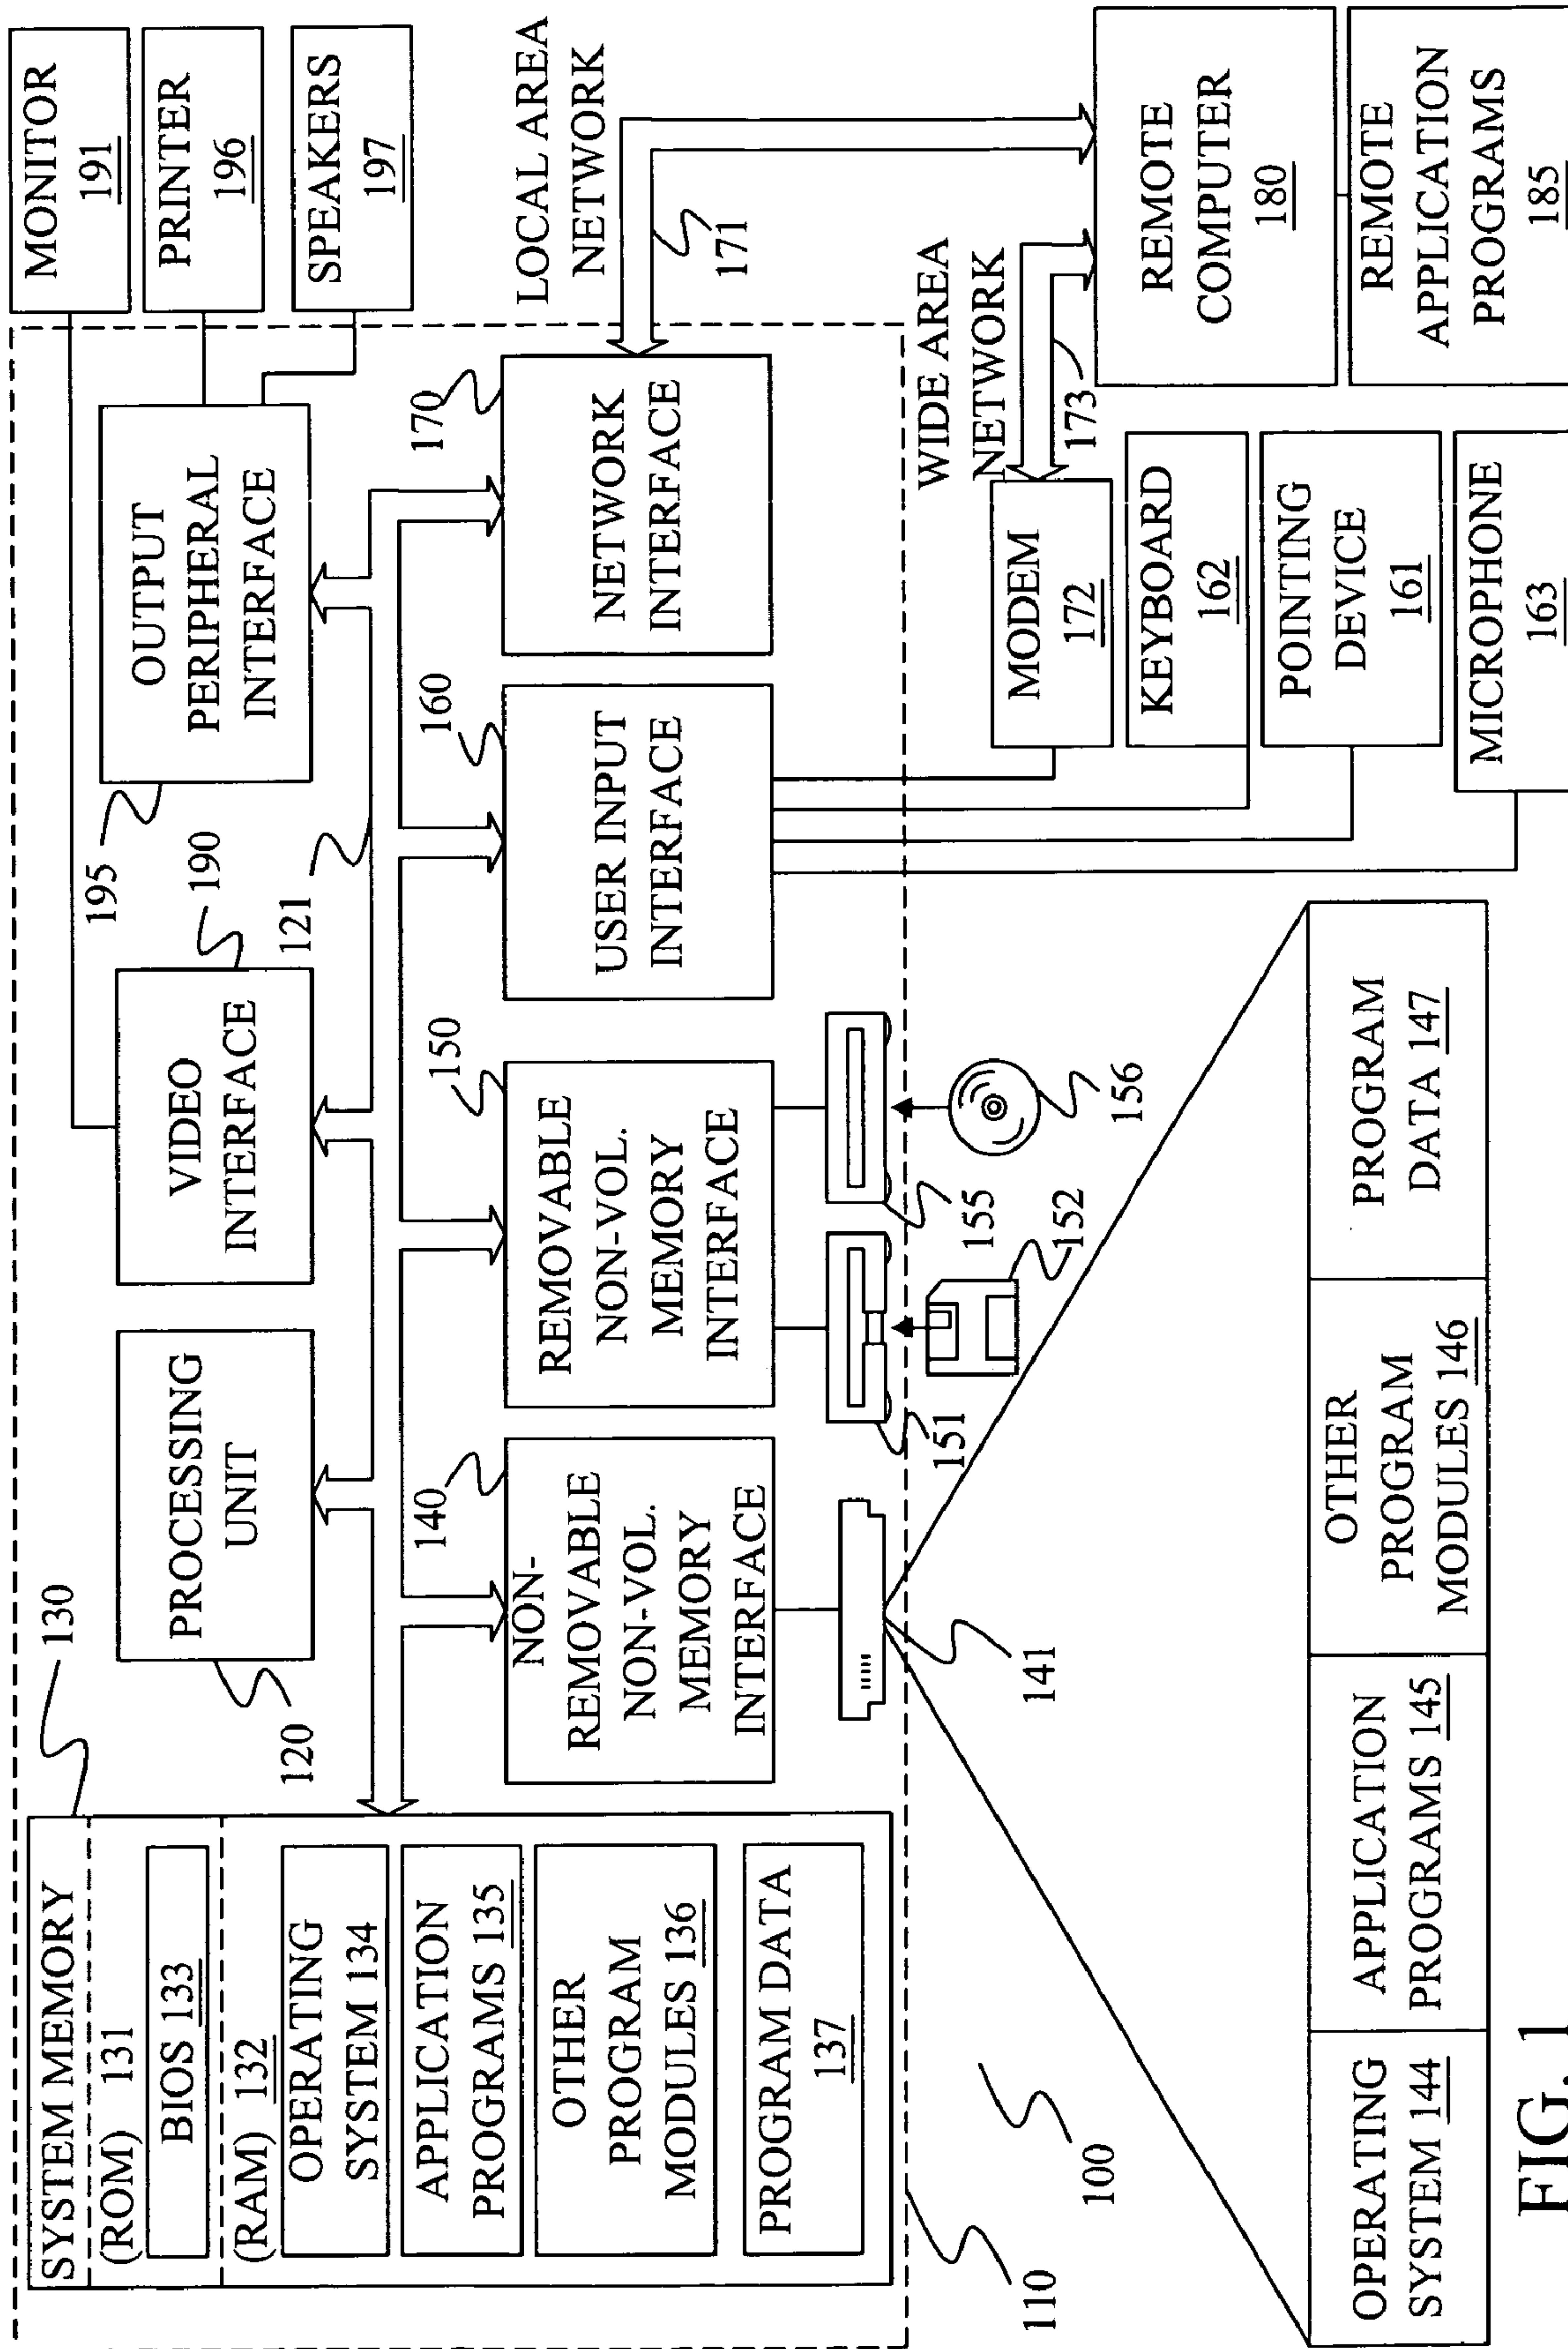 SYSTEM MEMORY
(ROM) 131
BIOS 133
(RAM) 132
OPERATING
SYSTEM 134
APPLICATION
PROGRAMS 135
OTHER
PROGRAM
MODULES 136
PROGRAM DATA
137
130
120
PROCESSING
UNIT
VIDEO
INTERFACE
190
121
195
OUTPUT
PERIPHERAL
INTERFACE
MONITOR
191
PRINTER
196
SPEAKERS
197
140
NON-
REMOVABLE
NON-VOL.
MEMORY
INTERFACE
150
REMOVABLE
NON-VOL.
MEMORY
INTERFACE
160
USER INPUT
INTERFACE
170
NETWORK
INTERFACE
LOCAL AREA
NETWORK
171
WIDE AREA
NETWORK
173
141
151
152
155
156
MODEM
172
KEYBOARD
162
POINTING
DEVICE
161
MICROPHONE
163
REMOTE
COMPUTER
180
REMOTE
APPLICATION
PROGRAMS
185
110
100
OPERATING
SYSTEM 144
APPLICATION
PROGRAMS 145
OTHER
PROGRAM
MODULES 146
PROGRAM
DATA 147
FIG. 1